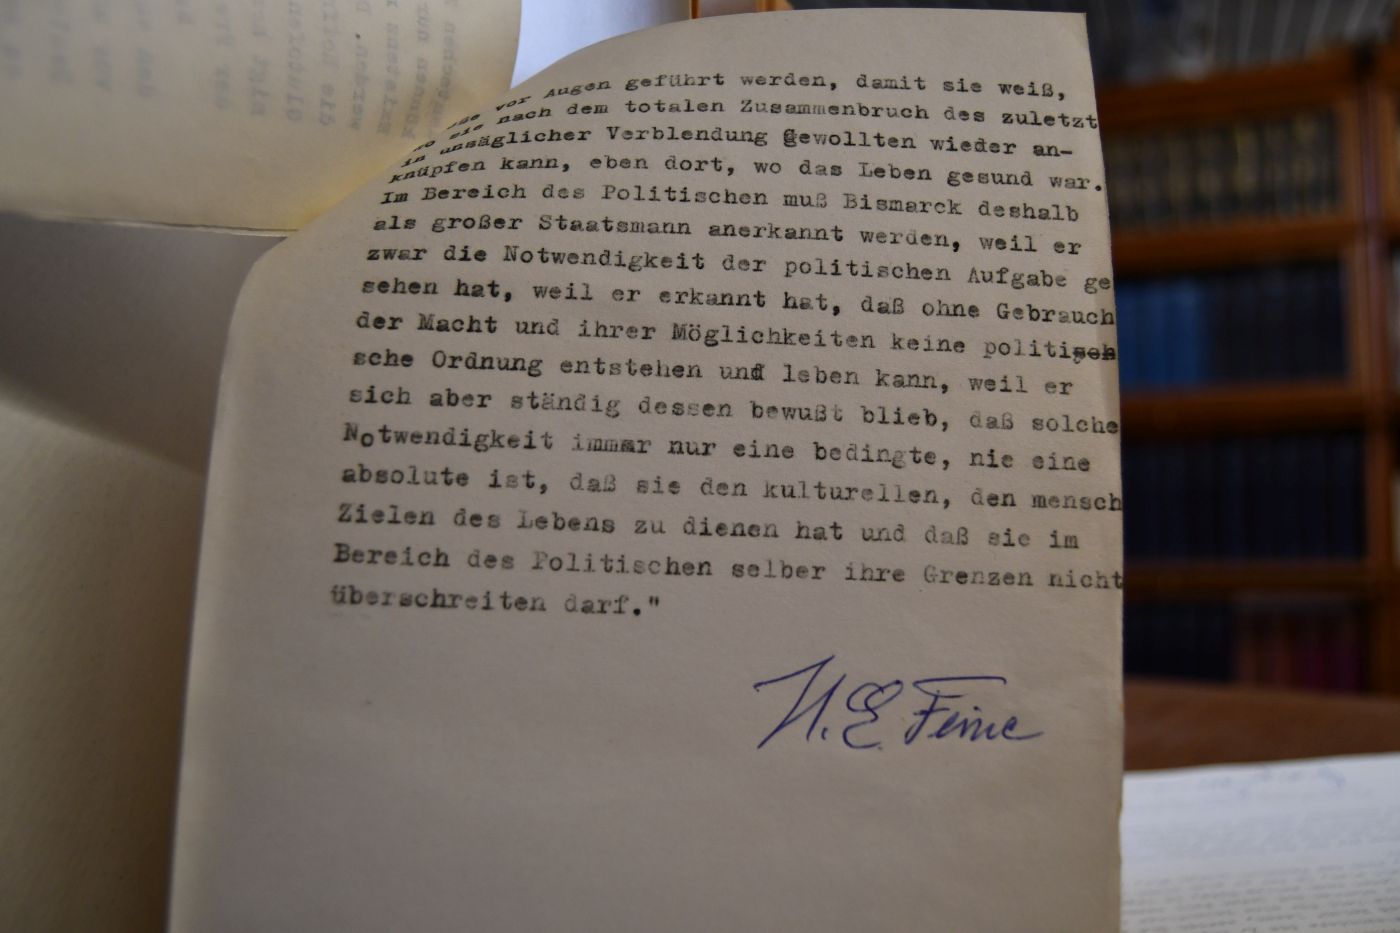 vor Augen geführt werden, damit sie weiß,
wo sie nach dem totalen Zusammenbruch des zuletzt
in unsäglicher Verblendung Gewollten wieder an-
knüpfen kann, eben dort, wo das Leben gesund war.
Im Bereich des Politischen muß Bismarck deshalb
als großer Staatsmann anerkannt werden, weil er
zwar die Notwendigkeit der politischen Aufgabe ge
sehen hat, weil er erkannt hat, daß ohne Gebrauch
der Macht und ihrer Möglichkeiten keine politisch
sche Ordnung entstehen und leben kann, weil er
sich aber ständig dessen bewußt blieb, daß solche
Notwendigkeit immar nur eine bedingte, nie eine
absolute ist, daß sie den kulturellen, den mensch
Zielen des Lebens zu dienen hat und daß sie im
Bereich des Politischen selber ihre Grenzen nicht
überschreiten darf."
H. E. Feine